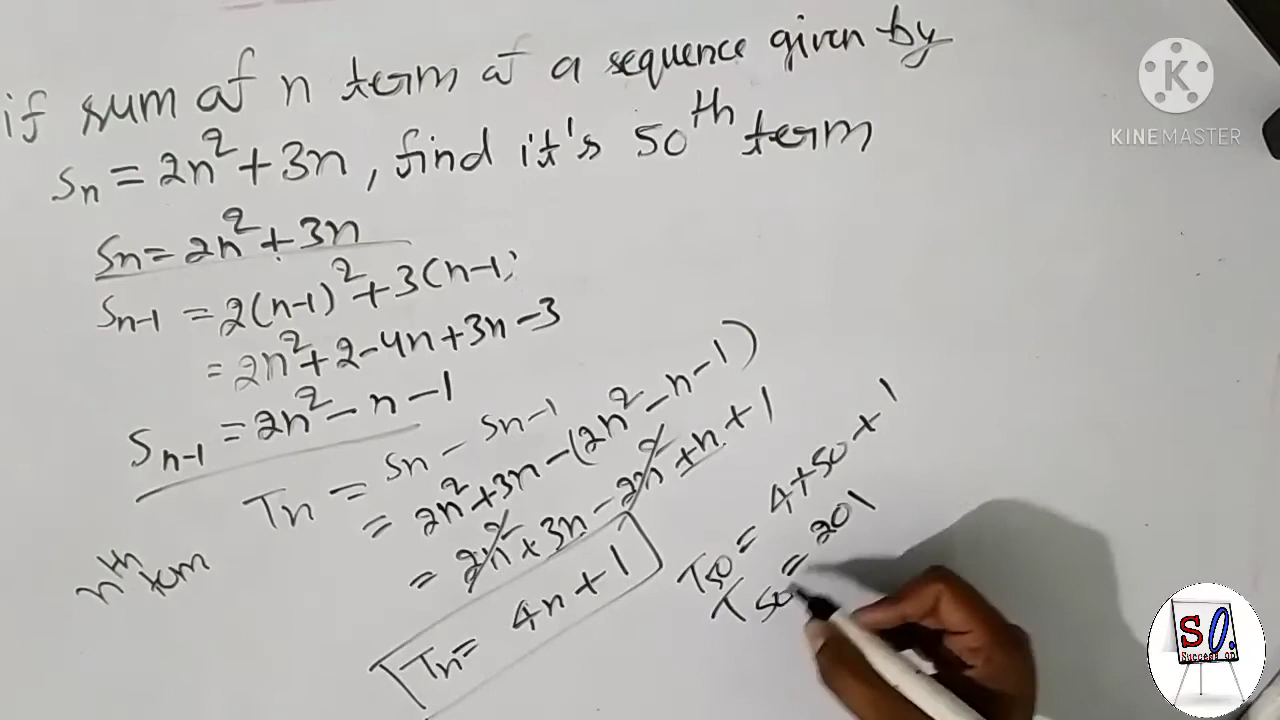 if sum of n term of a sequence given by
Sn = 2n² + 3n, find it's 50th term
Sn = 2n² + 3n
Sn-1 = 2(n-1)² + 3(n-1)
= 2n² + 2 - 4n + 3n - 3
Sn-1 = 2n² - n - 1
nth term
Tn = Sn - Sn-1
= 2n² + 3n - (2n² - n - 1)
= 2n² + 3n - 2n² + n + 1
Tn = 4n + 1
T50 = 4 + 50 + 1
T50 = 201
K
KINEMASTER
SO.
Success on